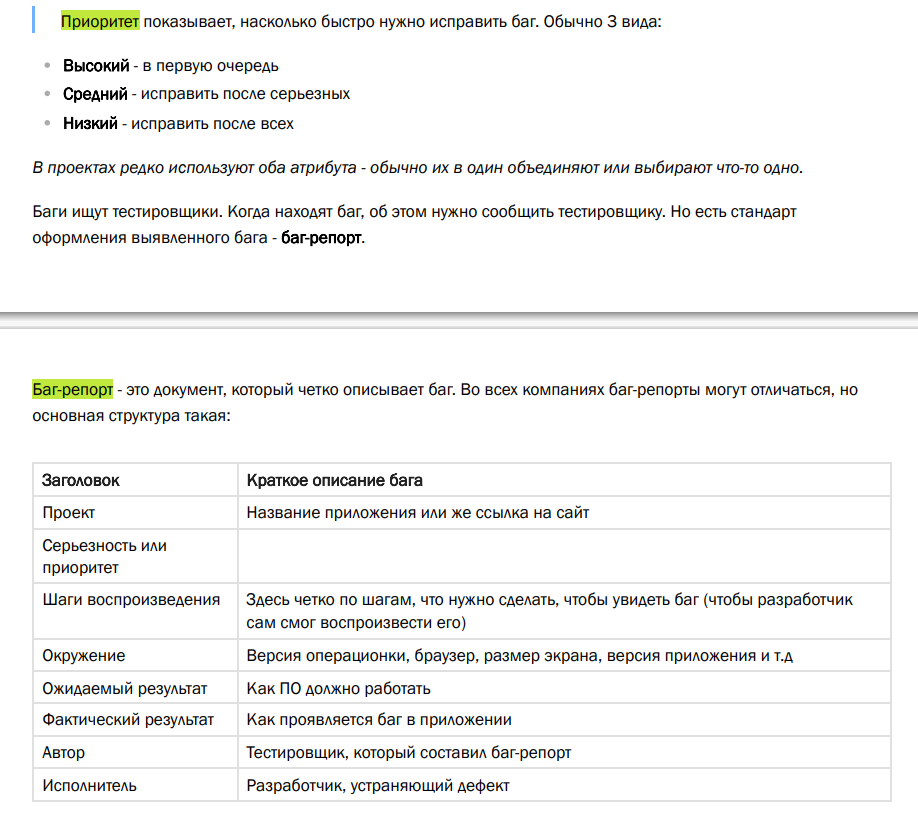 Приоритет показывает, насколько быстро нужно исправить баг. Обычно 3 вида:
Высокий - в первую очередь
Средний - исправить после серьезных
Низкий - исправить после всех
В проектах редко используют оба атрибута - обычно их в один объединяют или выбирают что-то одно.
Баги ищут тестировщики. Когда находят баг, об этом нужно сообщить тестировщику. Но есть стандарт
оформления выявленного бага - баг-репорт.
Баг-репорт - это документ, который четко описывает баг. Во всех компаниях баг-репорты могут отличаться, но
основная структура такая:
Заголовок Краткое описание бага
Проект Название приложения или же ссылка на сайт
Серьезность или
приоритет
Шаги воспроизведения Здесь четко по шагам, что нужно сделать, чтобы увидеть баг (чтобы разработчик
сам смог воспроизвести его)
Окружение Версия операционки, браузер, размер экрана, версия приложения и т.д
Ожидаемый результат Как ПО должно работать
Фактический результат Как проявляется баг в приложении
Автор Тестировщик, который составил баг-репорт
Исполнитель Разработчик, устраняющий дефект